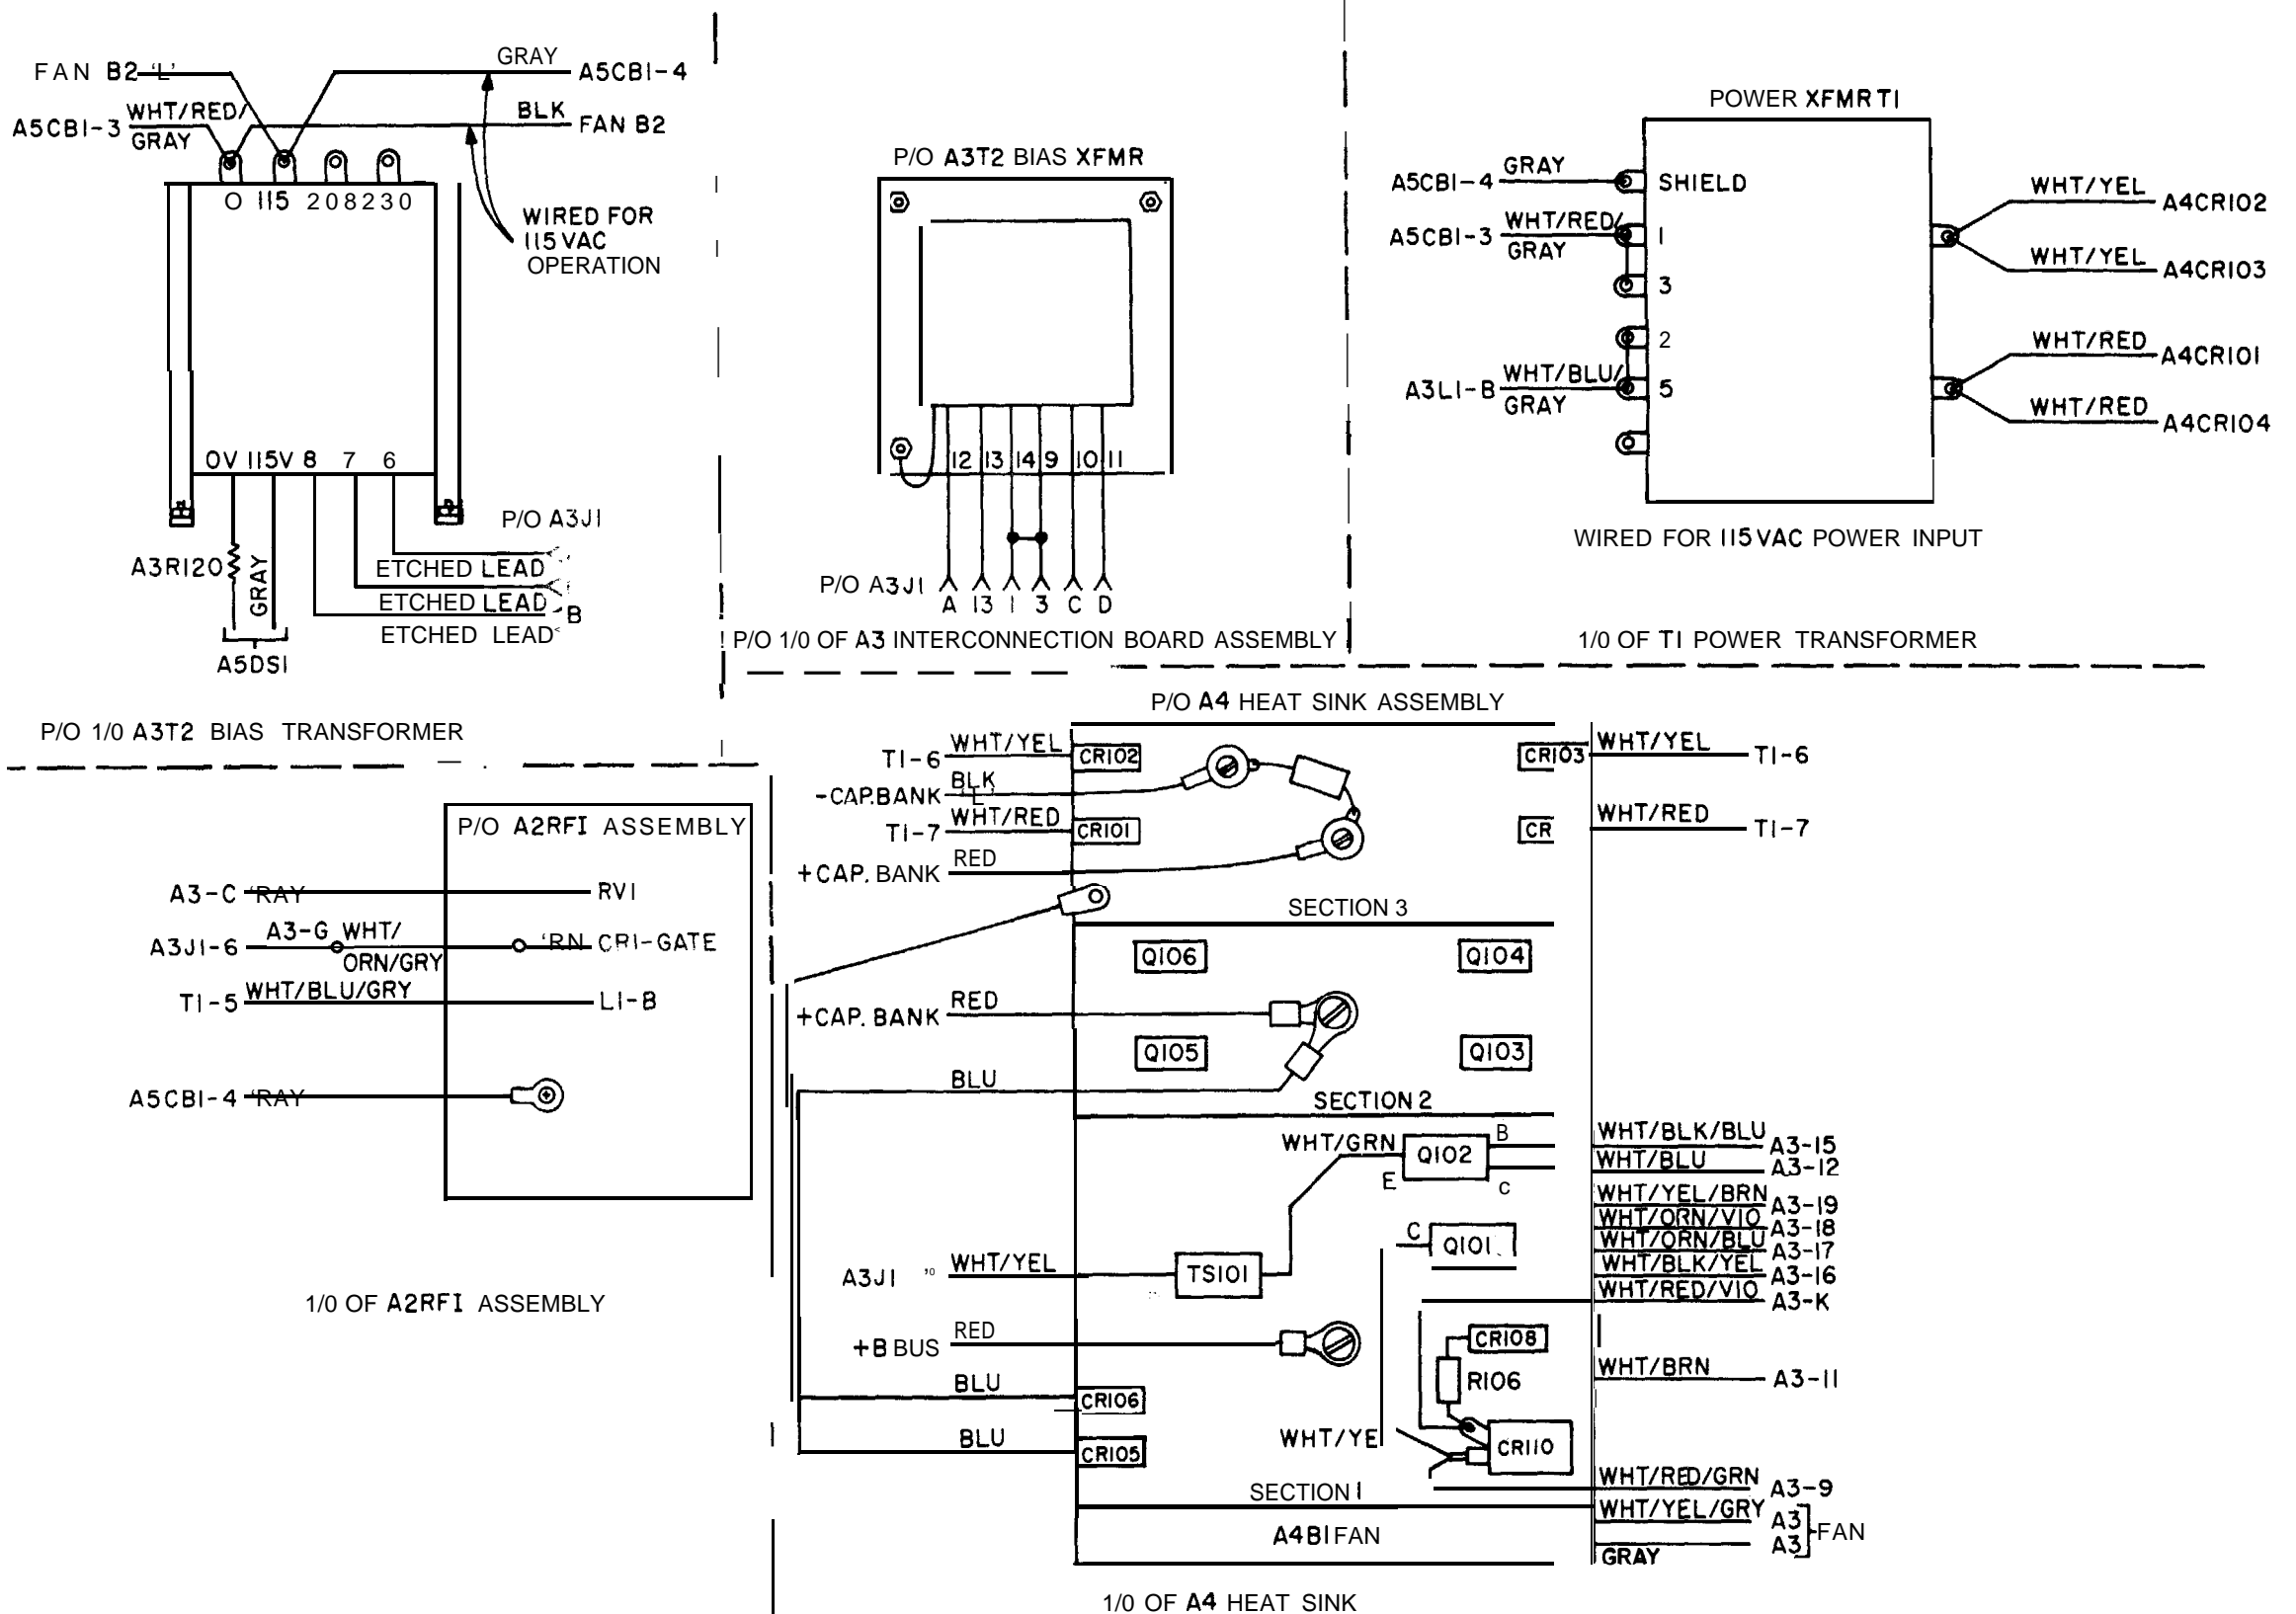 FAN B2 'L'
GRAY
A5CB1-4
A5CB1-3
WHT/RED/
GRAY
BLK
FAN B2
O 115 208 230
WIRED FOR
115 VAC
OPERATION
OV 115V 8 7 6
P/O A3J1
A3R120
GRAY
ETCHED LEAD
ETCHED LEAD
B
ETCHED LEAD
A5DS1
P/O 1/0 A3T2 BIAS TRANSFORMER
P/O A3T2 BIAS XFMR
12 13 14 9 10 11
P/O A3J1
A 13 1 3 C D
P/O 1/0 OF A3 INTERCONNECTION BOARD ASSEMBLY
POWER XFMR T1
A5CB1-4
GRAY
SHIELD
A5CB1-3
WHT/RED/
GRAY
1
3
2
A3L1-B
WHT/BLU/
GRAY
5
WHT/YEL
A4CR102
WHT/YEL
A4CR103
WHT/RED
A4CR101
WHT/RED
A4CR104
WIRED FOR 115 VAC POWER INPUT
1/0 OF T1 POWER TRANSFORMER
P/O A2RFI ASSEMBLY
A3-C 'RAY
RV1
A3J1-6
A3-G WHT/
ORN/GRY
'RN CR1-GATE
T1-5
WHT/BLU/GRY
L1-B
A5CB1-4 'RAY
1/0 OF A2RFI ASSEMBLY
P/O A4 HEAT SINK ASSEMBLY
T1-6
WHT/YEL
CR102
CR103
WHT/YEL
T1-6
-CAP.BANK
BLK
'L'
T1-7
WHT/RED
CR101
CR
WHT/RED
T1-7
+CAP. BANK
RED
SECTION 3
Q106
Q104
+CAP. BANK
RED
Q105
Q103
BLU
SECTION 2
WHT/GRN
Q102
B
E
c
WHT/BLK/BLU
A3-15
WHT/BLU
A3-12
WHT/YEL/BRN
A3-19
WHT/ORN/VIO
A3-18
WHT/ORN/BLU
A3-17
WHT/BLK/YEL
A3-16
WHT/RED/VIO
A3-K
C
Q101
A3J1
WHT/YEL
TS101
+B BUS
RED
CR108
R106
WHT/BRN
A3-11
BLU
CR106
BLU
CR105
WHT/YE
CR110
WHT/RED/GRN
A3-9
SECTION 1
WHT/YEL/GRY
A3
A3
FAN
GRAY
A4B1 FAN
1/0 OF A4 HEAT SINK